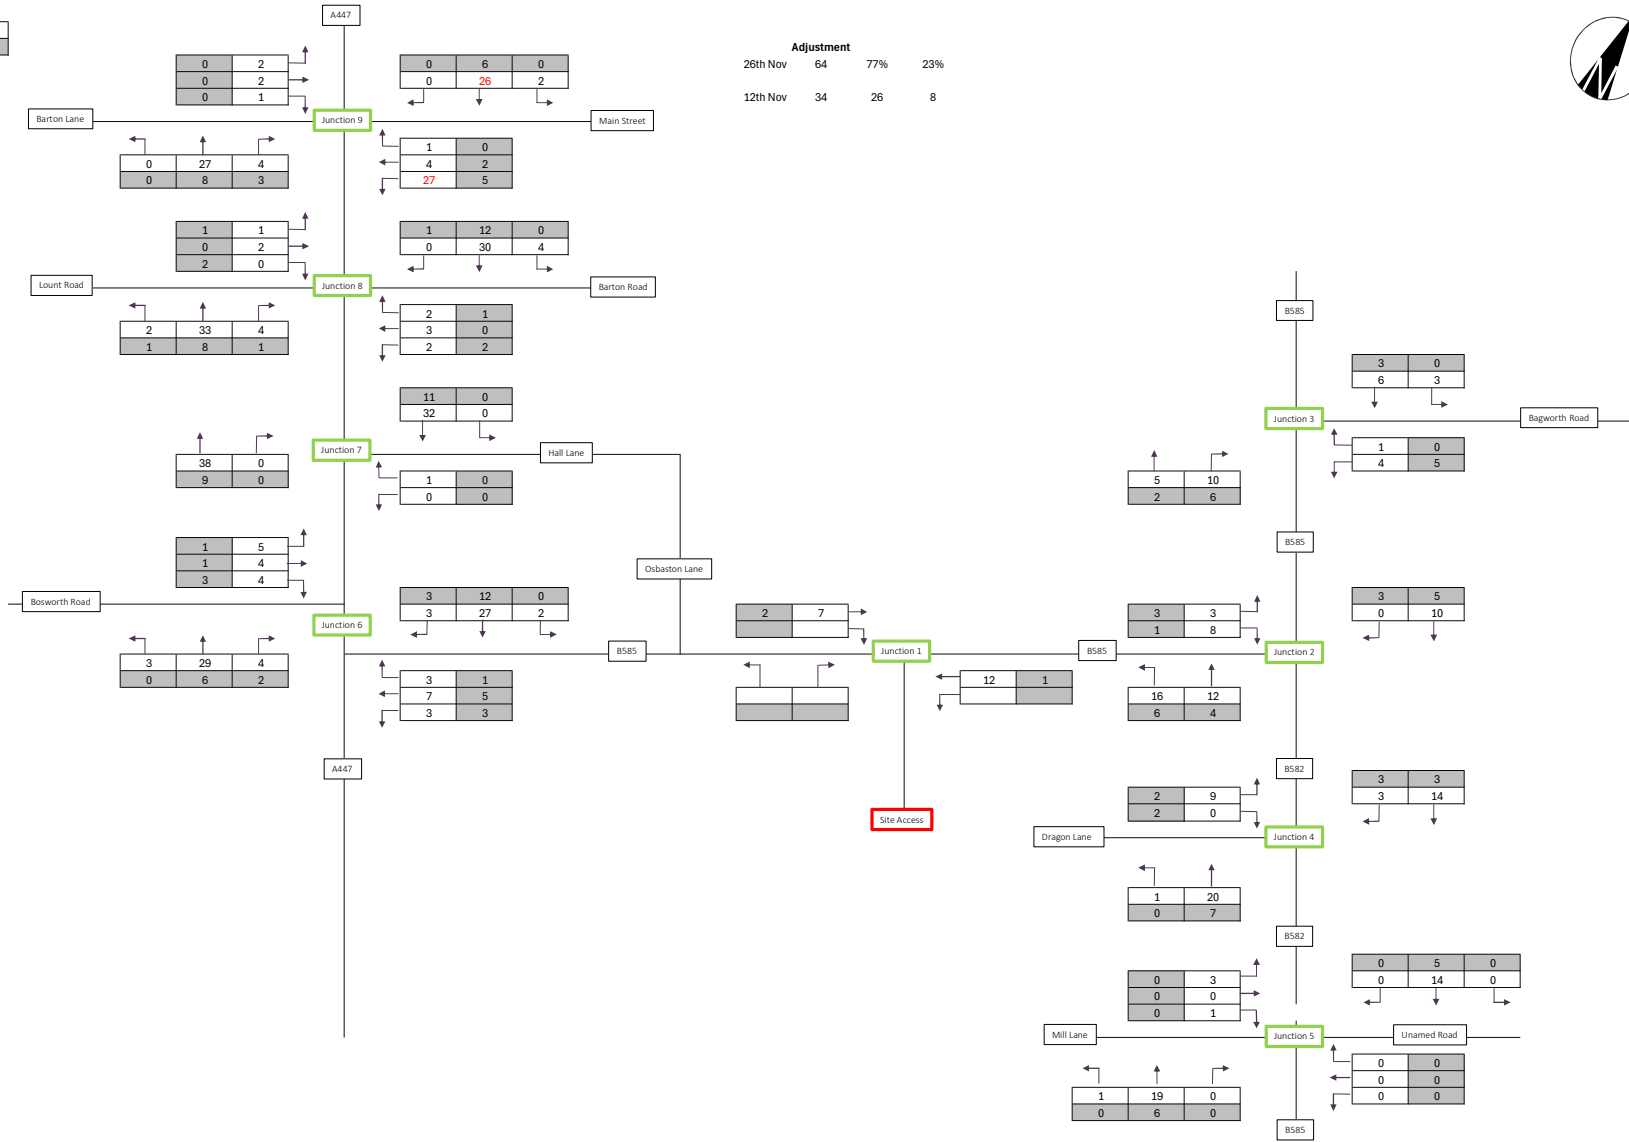 A447
Adjustment
26th Nov 64 77% 23%
12th Nov 34 26 8
0 2
0 2
0 1
0 6 0
0 26 2
Barton Lane
Junction 9
Main Street
0 27 4
0 8 3
1 0
4 2
27 5
1 1
0 2
2 0
1 12 0
0 30 4
Lount Road
Junction 8
Barton Road
2 33 4
1 8 1
2 1
3 0
2 2
B585
11 0
32 0
3 0
6 3
Junction 7
Hall Lane
Junction 3
Bagworth Road
38 0
9 0
1 0
0 0
5 10
2 6
1 0
4 5
B585
1 5
1 4
3 4
Osbaston Lane
Bosworth Road
Junction 6
3 12 0
3 27 2
2 7
3 3
1 8
3 5
0 10
B585
Junction 1
B585
Junction 2
3 29 4
0 6 2
3 1
7 5
3 3
12 1
16 12
6 4
A447
B582
2 9
2 0
3 3
3 14
Site Access
Dragon Lane
Junction 4
1 20
0 7
B582
0 3
0 0
0 1
0 5 0
0 14 0
Mill Lane
Junction 5
Unamed Road
1 19 0
0 6 0
0 0
0 0
0 0
B585
N